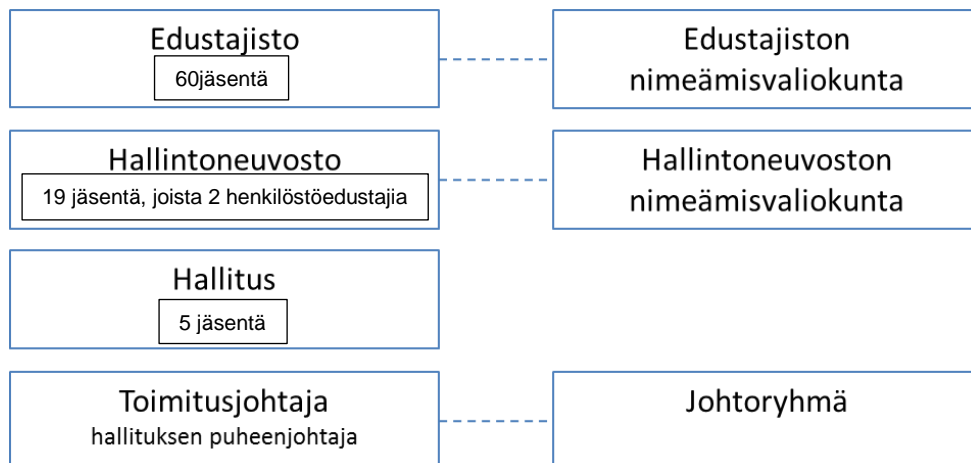 Edustajisto
60jäsentä
Edustajiston
nimeämisvaliokunta
Hallintoneuvosto
19 jäsentä, joista 2 henkilöstöedustajia
Hallintoneuvoston
nimeämisvaliokunta
Hallitus
5 jäsentä
Toimitusjohtaja
hallituksen puheenjohtaja
Johtoryhmä